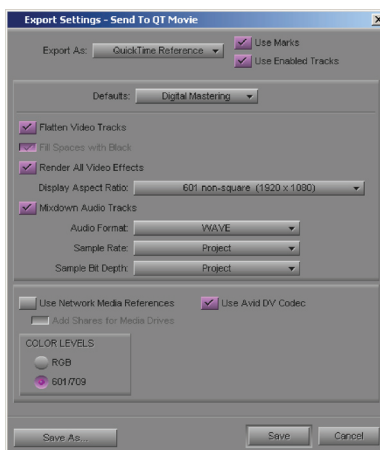 Export Settings - Send To QT Movie
Export As: QuickTime Reference
Use Marks
Use Enabled Tracks
Defaults: Digital Mastering
Flatten Video Tracks
Fill Spaces with Black
Render All Video Effects
Display Aspect Ratio: 601 non-square (1920 x 1080)
Mixdown Audio Tracks
Audio Format: WAVE
Sample Rate: Project
Sample Bit Depth: Project
Use Network Media References
Use Avid DV Codec
Add Shares for Media Drives
COLOR LEVELS
RGB
601/709
Save As...
Save
Cancel